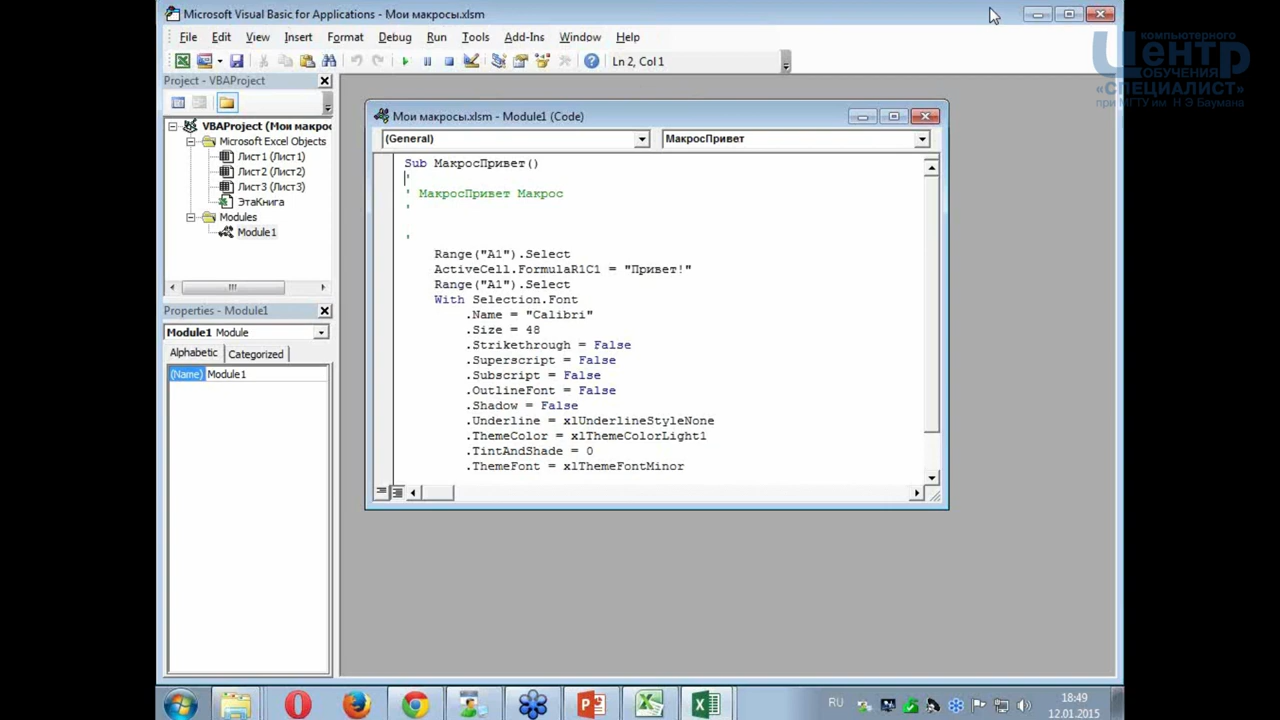 Microsoft Visual Basic for Applications - Мои макросы.xlsm
File Edit View Insert Format Debug Run Tools Add-Ins Window Help
Ln 2, Col 1
компьютерного
Центр
ОБУЧЕНИЯ
«СПЕЦИАЛИСТ»
при МГТУ им. Н.Э.Баумана
Project - VBAProject
VBAProject (Мои макрос
Microsoft Excel Objects
Лист1 (Лист1)
Лист2 (Лист2)
Лист3 (Лист3)
ЭтаКнига
Modules
Module1
Properties - Module1
Module1 Module
Alphabetic Categorized
(Name) Module1
Мои макросы.xlsm - Module1 (Code)
(General) МакросПривет
Sub МакросПривет()
'
' МакросПривет Макрос
'
'
Range("A1").Select
ActiveCell.FormulaR1C1 = "Привет!"
Range("A1").Select
With Selection.Font
.Name = "Calibri"
.Size = 48
.Strikethrough = False
.Superscript = False
.Subscript = False
.OutlineFont = False
.Shadow = False
.Underline = xlUnderlineStyleNone
.ThemeColor = xlThemeColorLight1
.TintAndShade = 0
.ThemeFont = xlThemeFontMinor
RU
18:49
12.01.2015